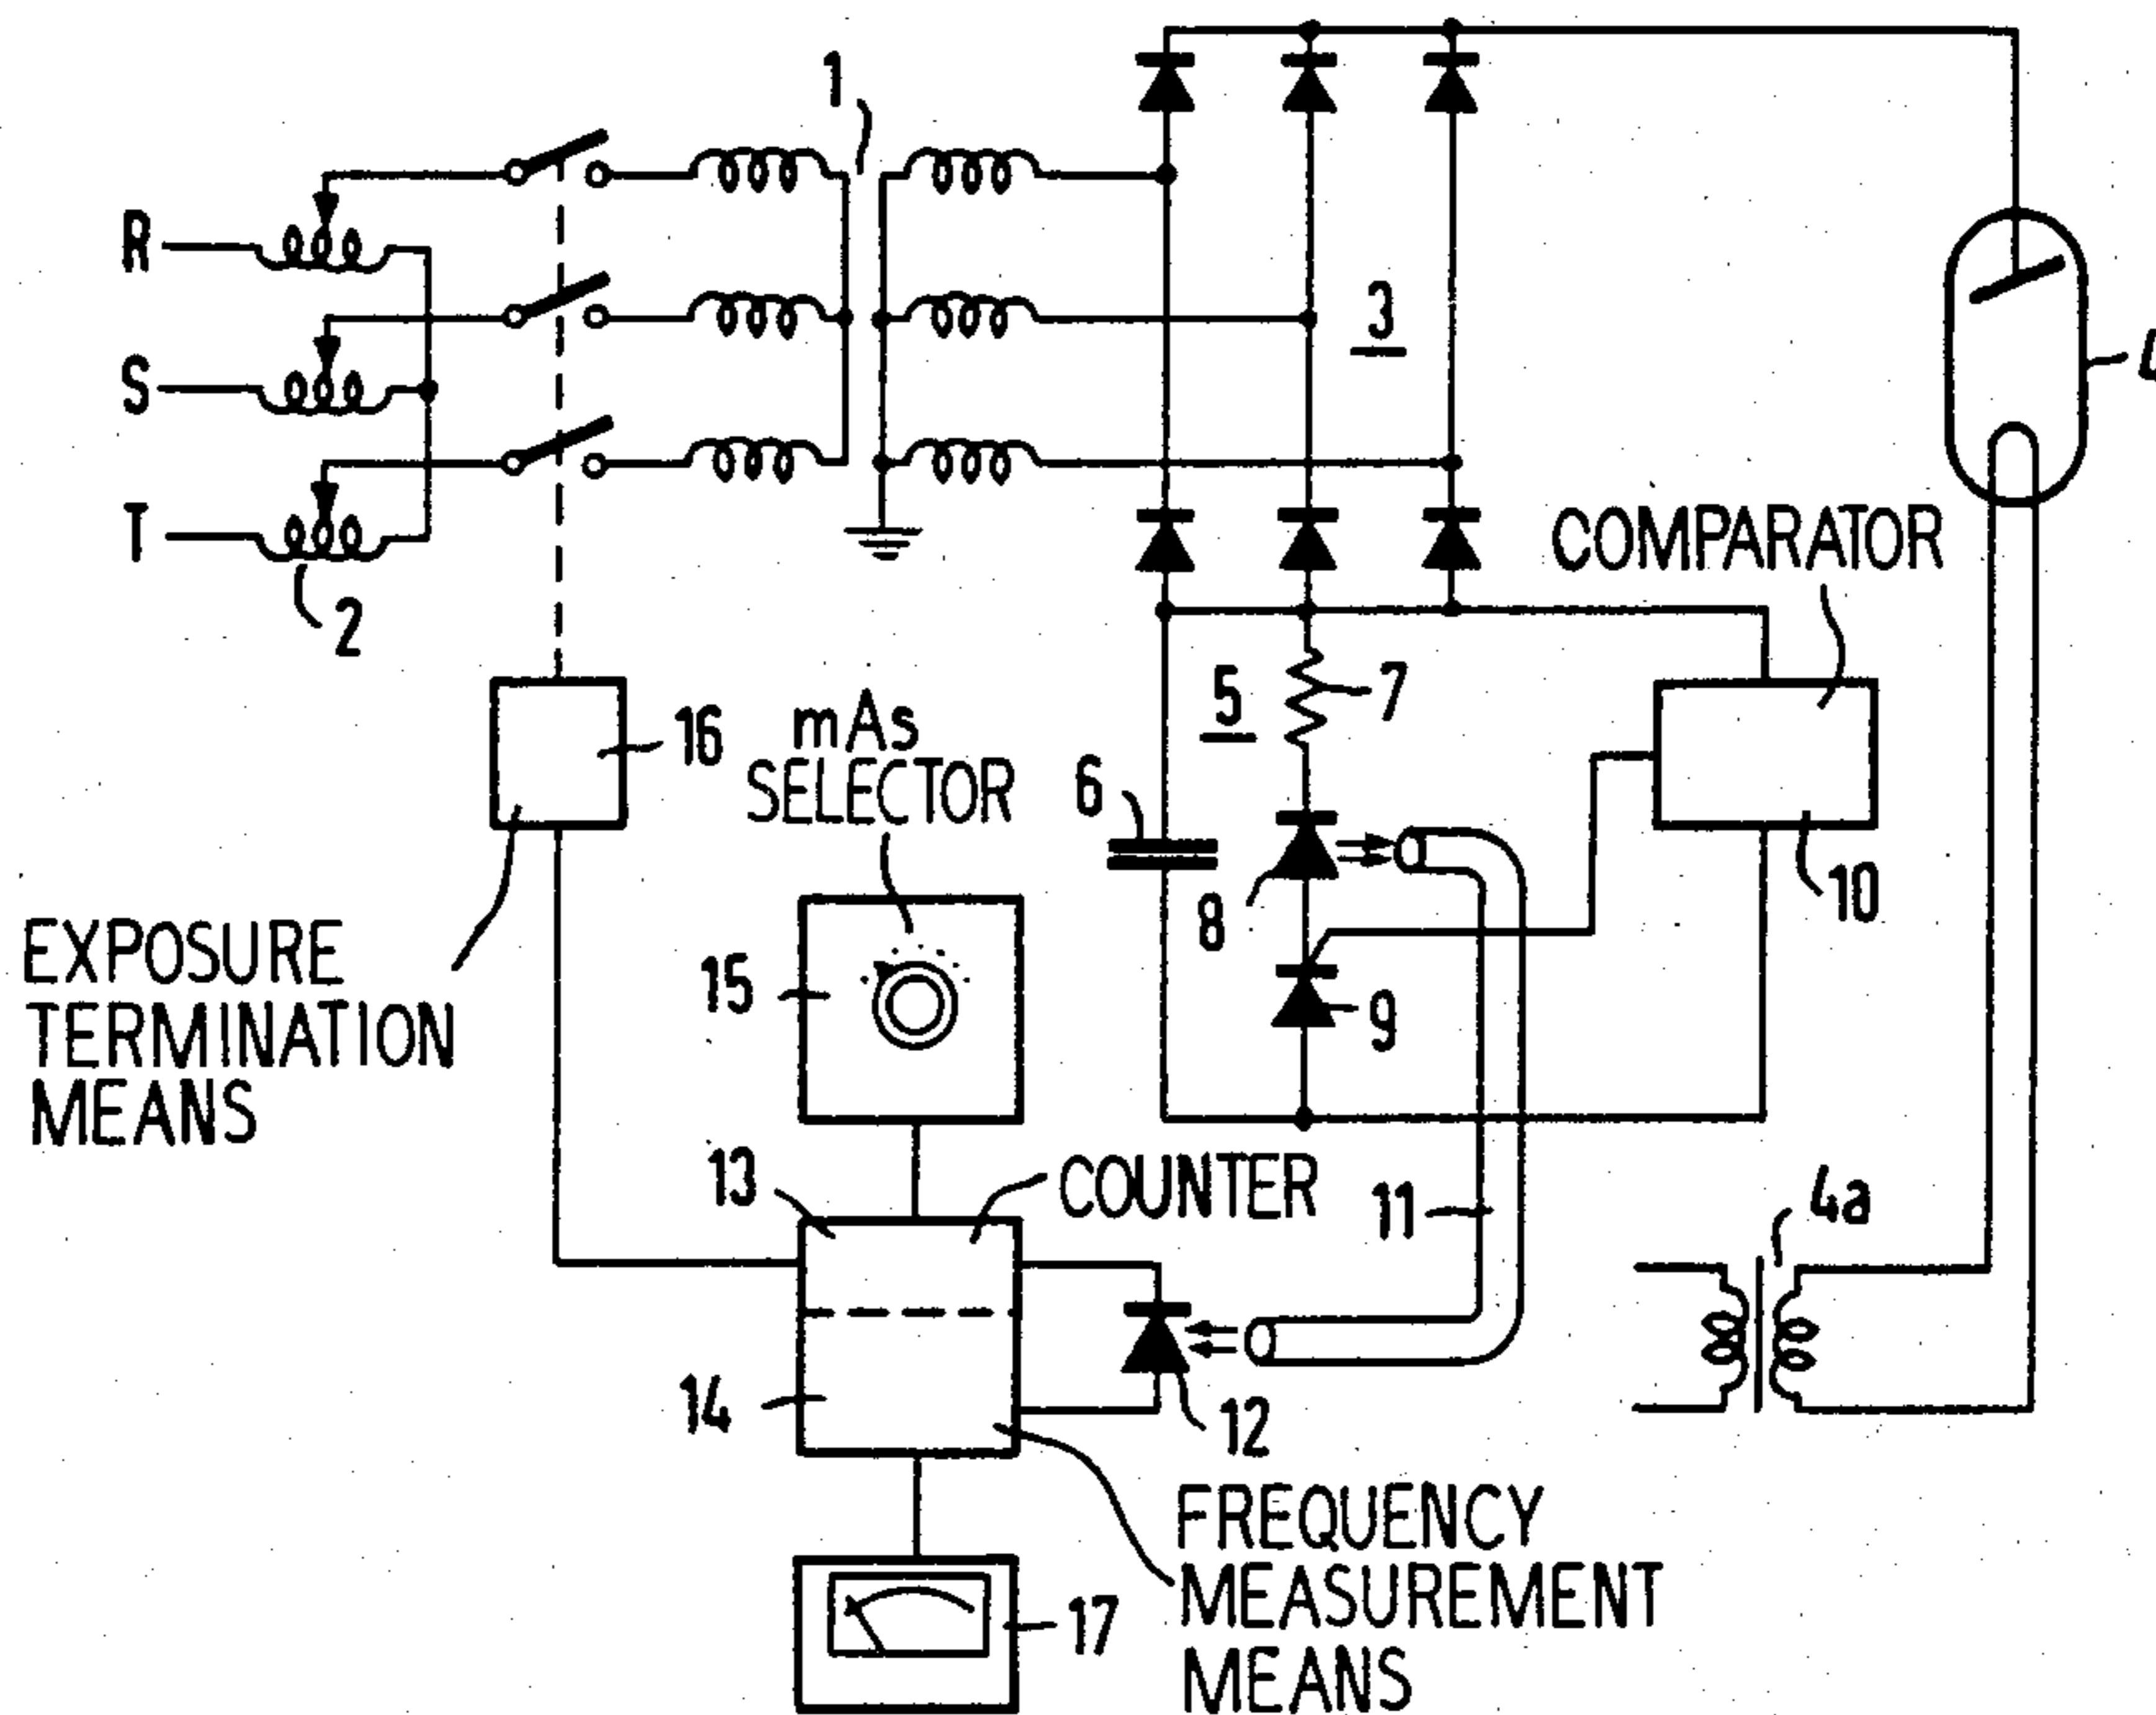 1
R
S
T
2
3
4
COMPARATOR
16
mAs
SELECTOR
5
7
6
8
10
EXPOSURE
TERMINATION
MEANS
15
9
13
COUNTER
11
4a
14
12
FREQUENCY
MEASUREMENT
MEANS
17